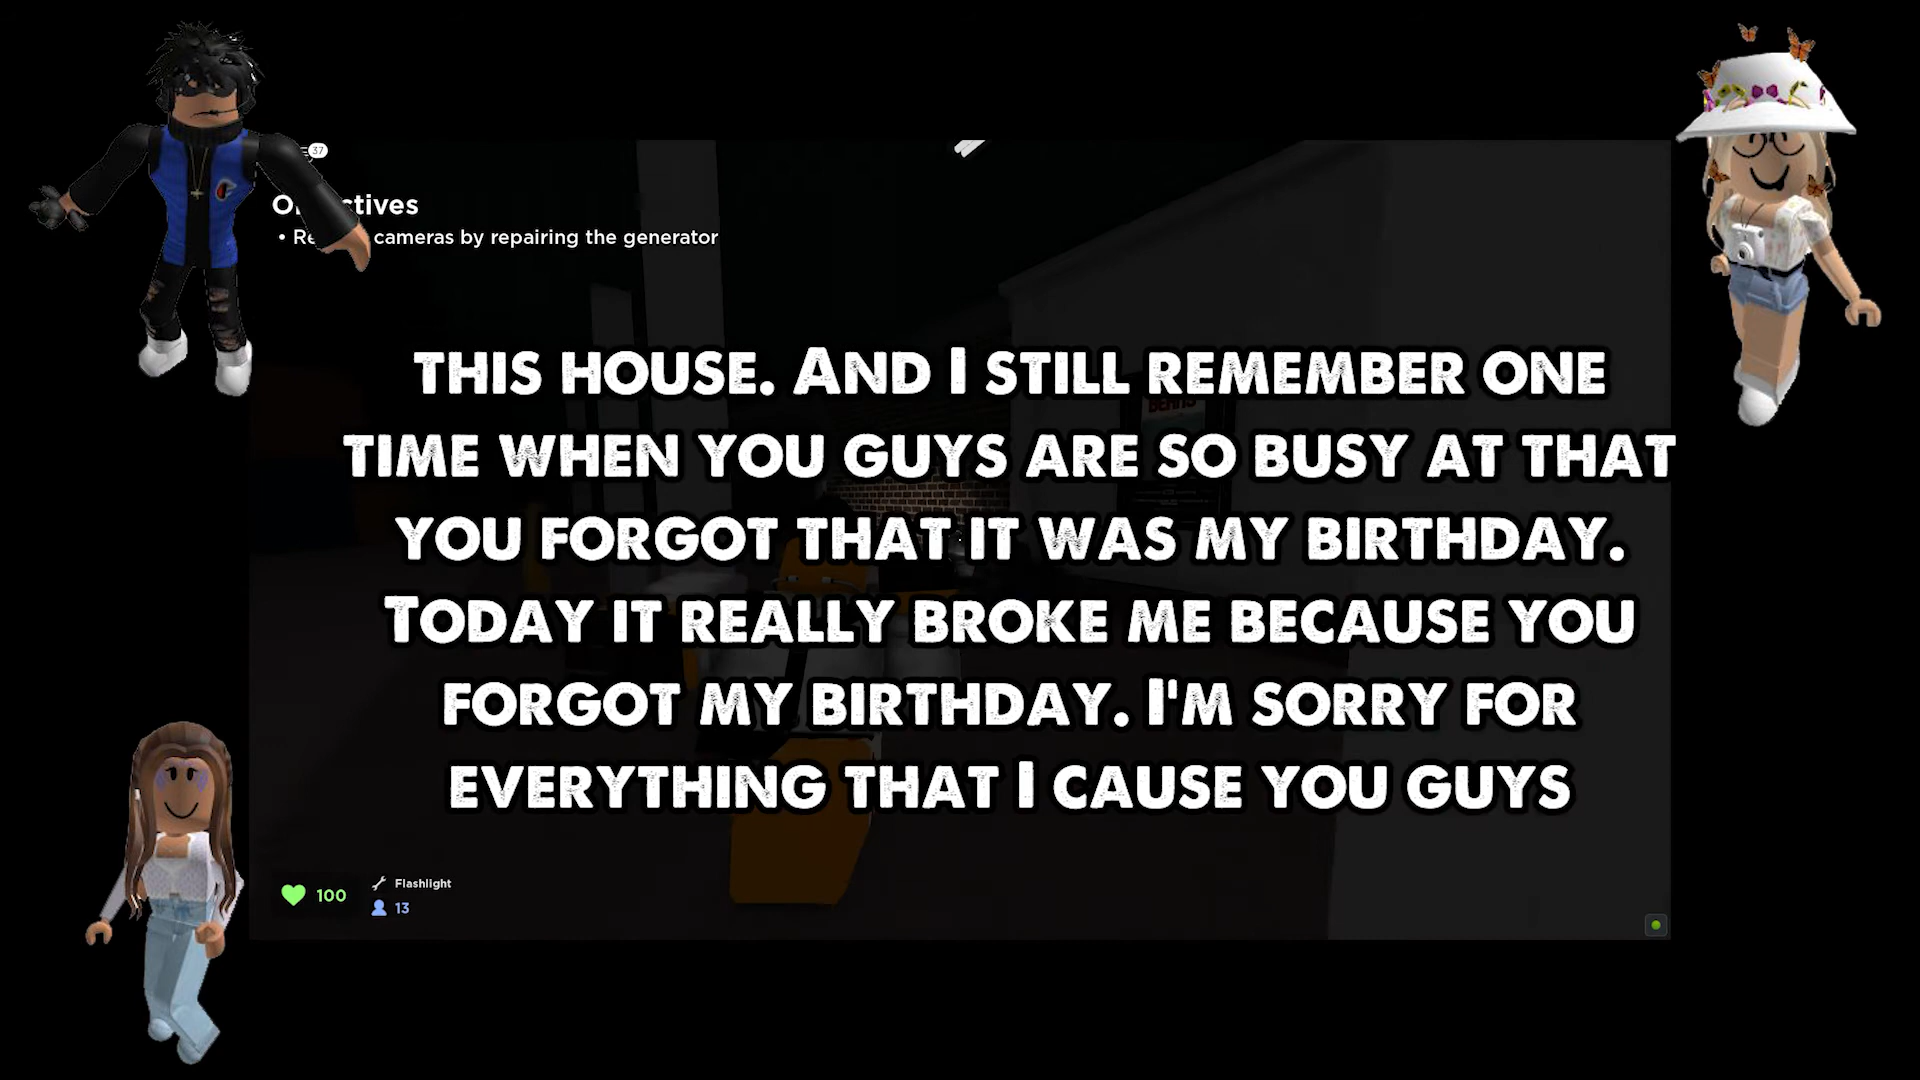 37
cameras by repairing the generator
THIS HOUSE. AND I STILL REMEMBER ONE
TIME WHEN YOU GUYS ARE SO BUSY AT THAT
YOU FORGOT THAT IT WAS MY BIRTHDAY.
TODAY IT REALLY BROKE ME BECAUSE YOU
FORGOT MY BIRTHDAY. I'M SORRY FOR
EVERYTHING THAT I CAUSE YOU GUYS
100
Flashlight
13